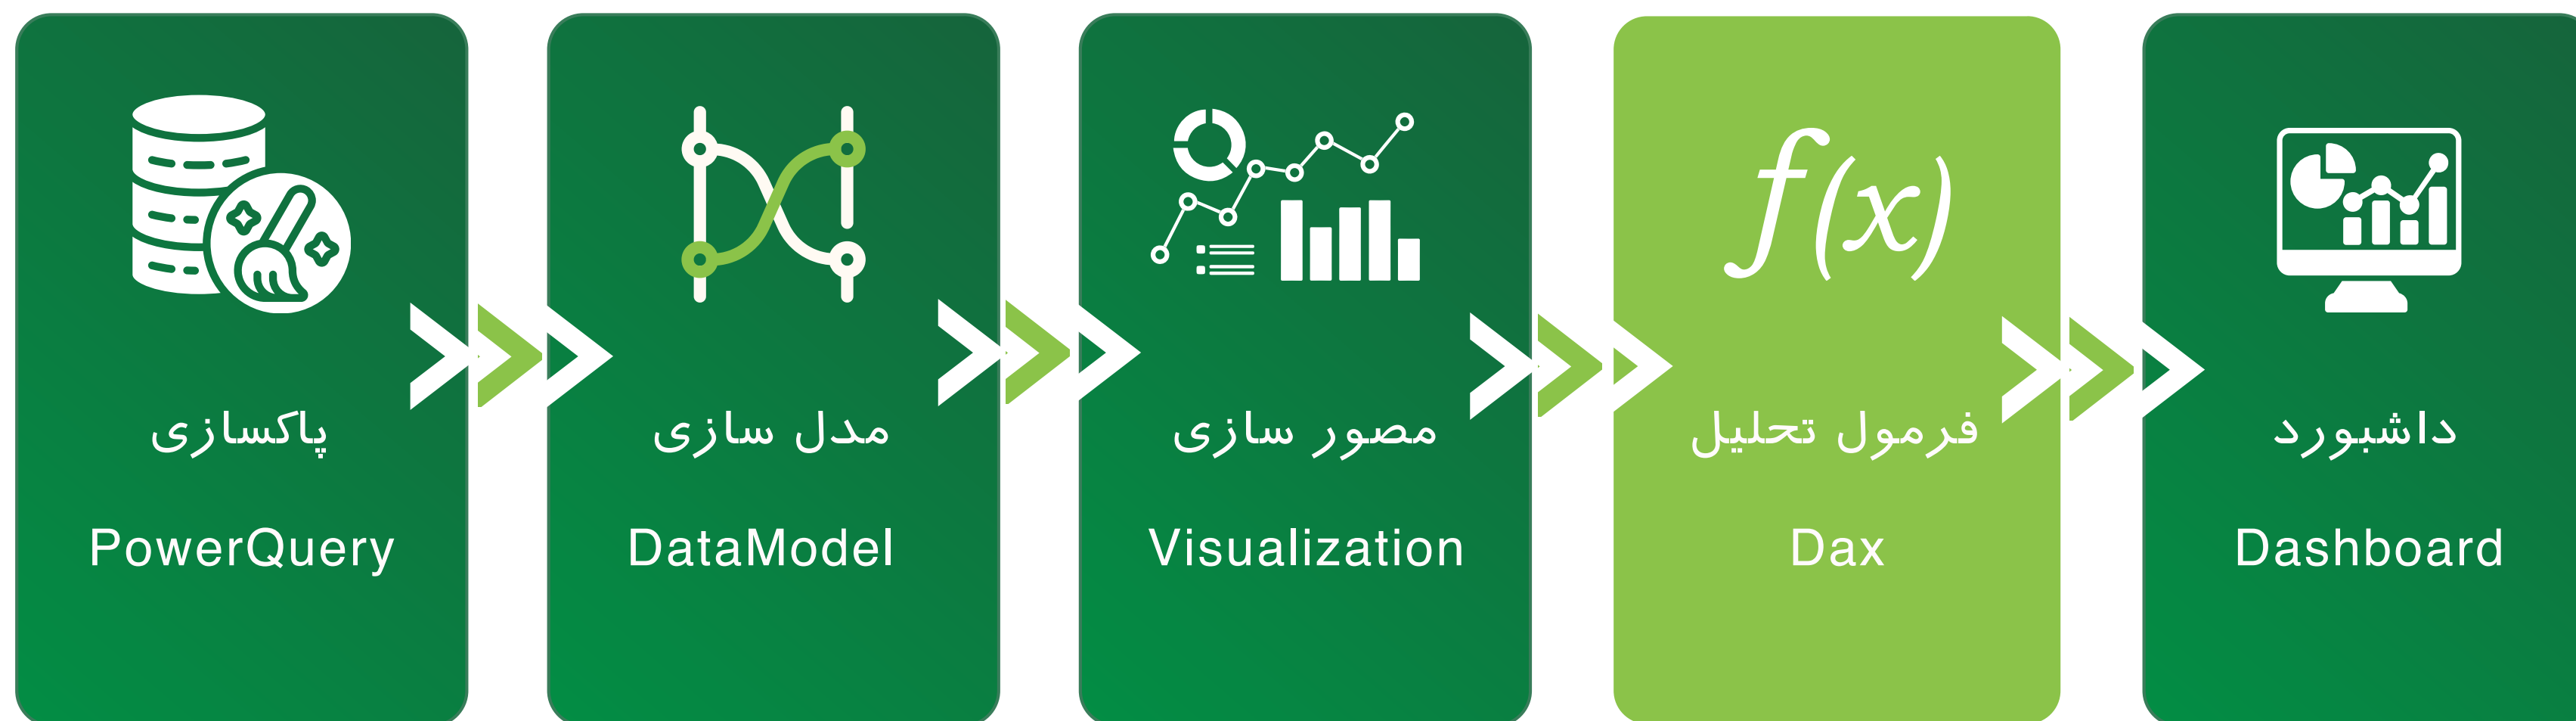 پاکسازی
PowerQuery
مدل سازی
DataModel
مصور سازی
Visualization
f(x)
فرمول تحلیل
Dax
داشبورد
Dashboard